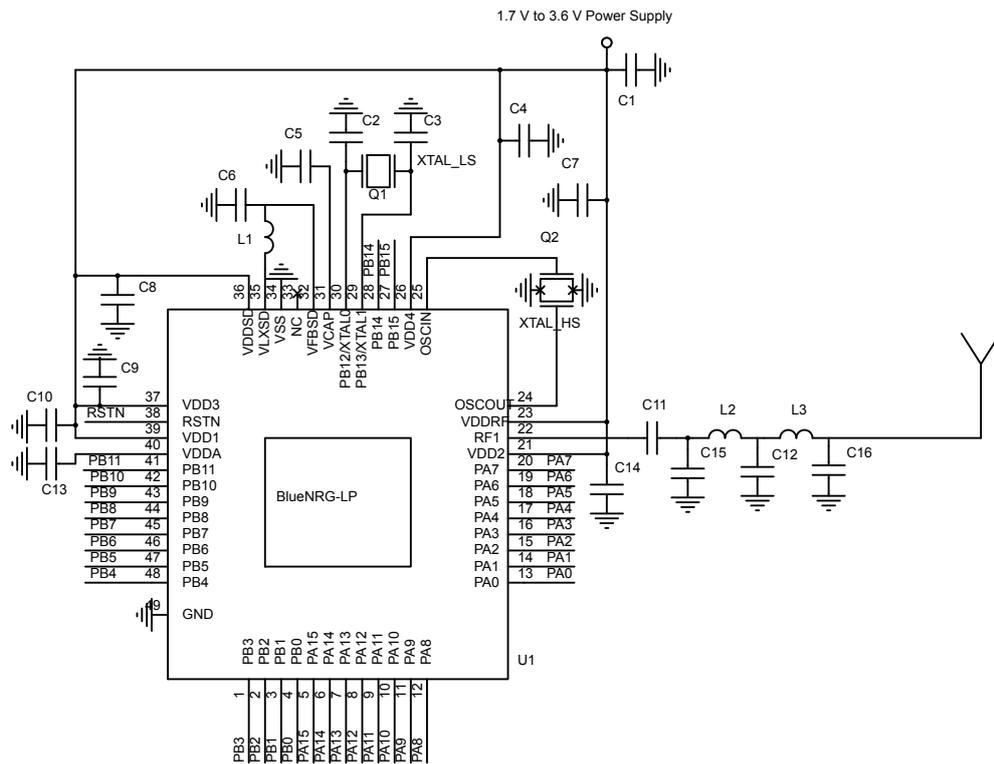 1.7 V to 3.6 V Power Supply
C1
C2
C3
C4
C5
XTAL_LS
C7
Q1
C6
L1
PB14
PB15
Q2
C8
36
35
34
33
32
31
30
29
28
27
26
25
VDDSD
VLXSD
VSS
NC
VFBSD
VCAP
PB12/XTAL0
PB13/XTAL1
PB14
PB15
VDD4
OSCIN
XTAL_HS
C9
C10
37 VDD3
RSTN 38 RSTN
39 VDD1
40 VDDA
C13
PB11 41 PB11
PB10 42 PB10
PB9 43 PB9
PB8 44 PB8
PB7 45 PB7
PB6 46 PB6
PB5 47 PB5
PB4 48 PB4
49 GND
BlueNRG-LP
OSCOUT 24
VDDRF 23
RF1 22
VDD2 21
PA7 20 PA7
PA6 19 PA6
PA5 18 PA5
PA4 17 PA4
PA3 16 PA3
PA2 15 PA2
PA1 14 PA1
PA0 13 PA0
C11
L2
L3
C14
C15
C12
C16
PB3
PB2
PB1
PB0
PA15
PA14
PA13
PA12
PA11
PA10
PA9
PA8
U1
1
2
3
4
5
6
7
8
9
10
11
12
PB3
PB2
PB1
PB0
PA15
PA14
PA13
PA12
PA11
PA10
PA9
PA8